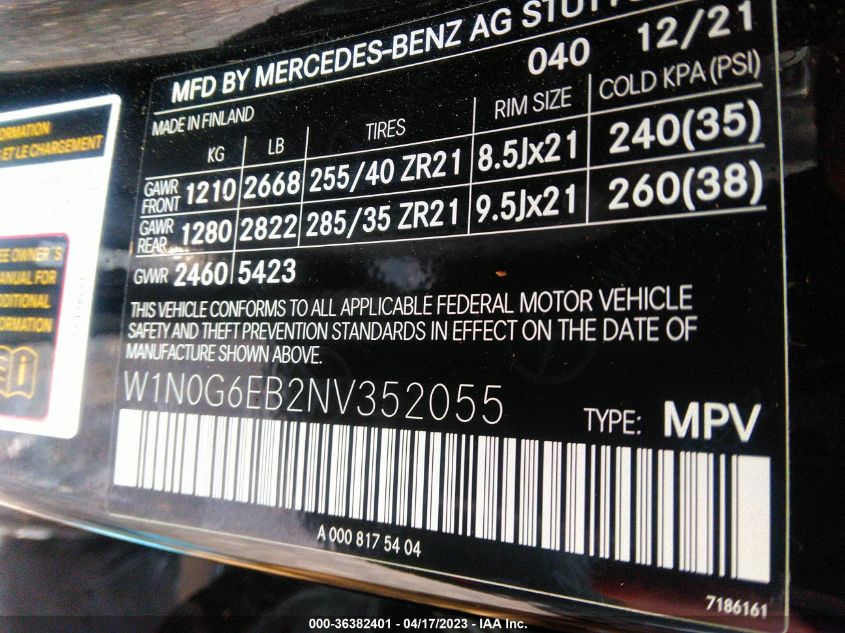 MFD BY MERCEDES-BENZ AG
040 12/21
MADE IN FINLAND
KG LB TIRES RIM SIZE COLD KPA (PSI)
GAWR FRONT 1210 2668 255/40 ZR21 8.5Jx21 240(35)
GAWR REAR 1280 2822 285/35 ZR21 9.5Jx21 260(38)
GVWR 2460 5423
THIS VEHICLE CONFORMS TO ALL APPLICABLE FEDERAL MOTOR VEHICLE
SAFETY AND THEFT PREVENTION STANDARDS IN EFFECT ON THE DATE OF
MANUFACTURE SHOWN ABOVE.
W1N0G6EB2NV352055
TYPE: MPV
A 000 817 54 04
7186161
ET LE CHARGEMENT
FOR
000-36382401 - 04/17/2023 - IAA Inc.